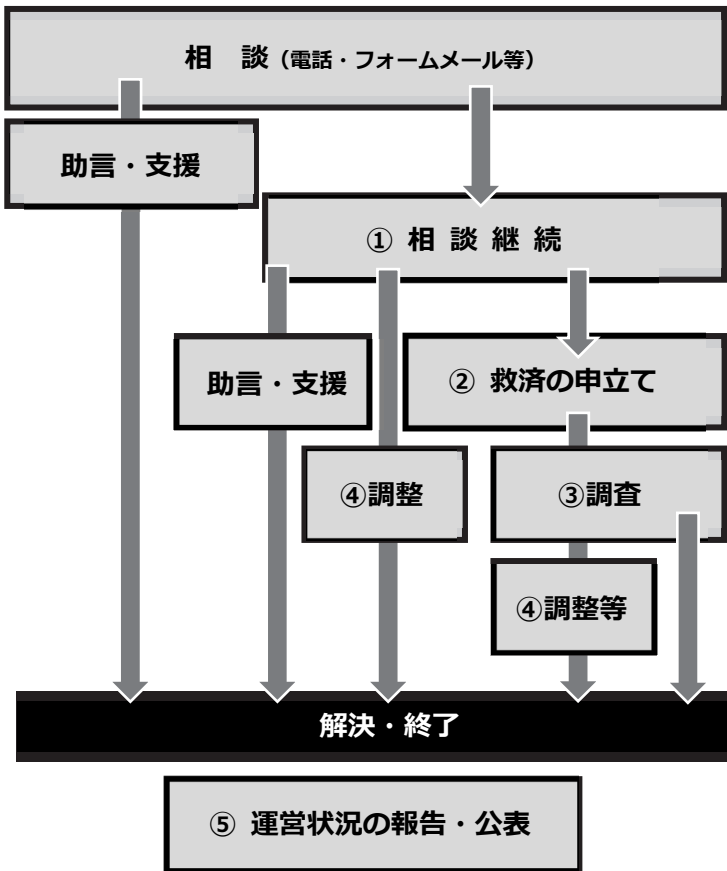 相　談（電話・フォームメール等）
助言・支援
① 相 談 継 続
助言・支援
② 救済の申立て
④調整
③調査
④調整等
解決・終了
⑤ 運営状況の報告・公表